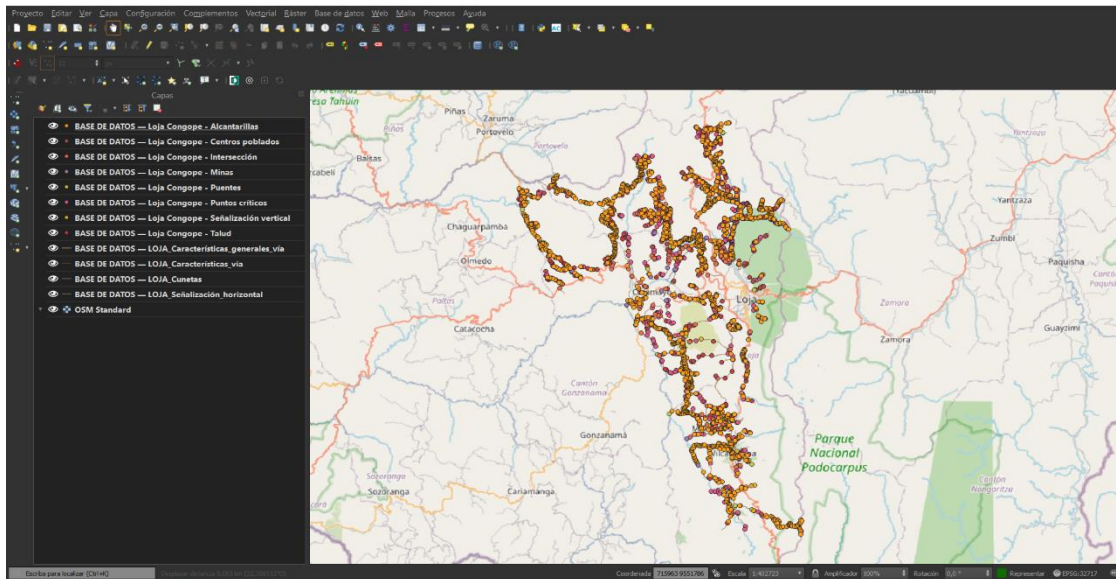 Proyecto Editar Ver Capa Configuración Complementos Vectorial Ráster Base de datos Web Malla Procesos Ayuda
Capas
BASE DE DATOS — Loja Congope - Alcantarillas
BASE DE DATOS — Loja Congope - Centros poblados
BASE DE DATOS — Loja Congope - Intersección
BASE DE DATOS — Loja Congope - Minas
BASE DE DATOS — Loja Congope - Puentes
BASE DE DATOS — Loja Congope - Puntos críticos
BASE DE DATOS — Loja Congope - Señalización vertical
BASE DE DATOS — Loja Congope - Talud
BASE DE DATOS — LOJA_Características_generales_vía
BASE DE DATOS — LOJA_Características_vía
BASE DE DATOS — LOJA_Cunetas
BASE DE DATOS — LOJA_Señalización_horizontal
OSM Standard
Piñas
Zaruma
Portovelo
Piñas
Portovelo
Balsas
Yantzaza
Yantzaza
Chaguarpamba
Zumbi
Olmedo
Paquisha
Paltas
Loja
Zamora
Catacocha
Zamora
Guayzimi
Cantón
Gonzanamá
Gonzanamá
Parque
Nacional
Podocarpus
Sozoranga
Sozoranga
Cariamanga
Cantón
Nangaritza
Escriba para localizar (Ctrl+K)
Coordenada 715963 9551786
Escala 1:402723
Amplificador 100%
Rotación 0,0 °
Representar
EPSG:32717